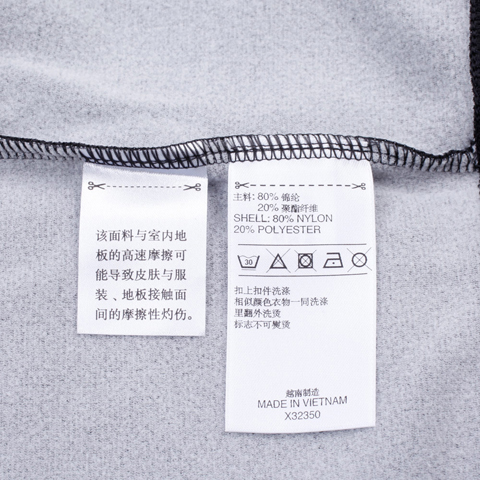 该面料与室内地
板的高速摩擦可
能导致皮肤与服
装、地板接触面
间的摩擦性灼伤。
主料: 80% 锦纶
20% 聚酯纤维
SHELL: 80% NYLON
20% POLYESTER
30
扣上扣件洗涤
相似颜色衣物一同洗涤
里翻外洗烫
标志不可熨烫
越南制造
MADE IN VIETNAM
X32350